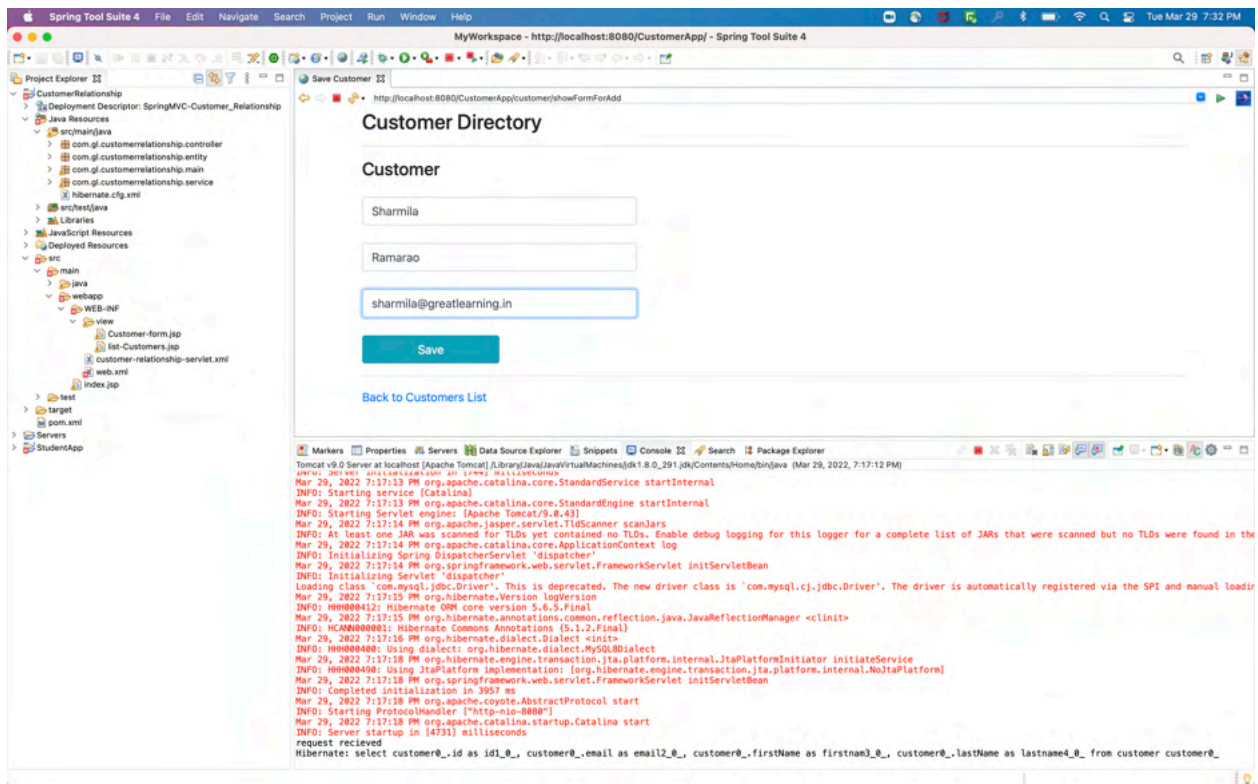 Spring Tool Suite 4 File Edit Navigate Search Project Run Window Help Tue Mar 29 7:32 PM
MyWorkspace - http://localhost:8080/CustomerApp/ - Spring Tool Suite 4
Project Explorer
Save Customer
CustomerRelationship
http://localhost:8080/CustomerApp/customer/showFormForAdd
Deployment Descriptor: SpringMVC-Customer_Relationship
Java Resources
src/main/java
com.gl.customerrelationship.controller
com.gl.customerrelationship.entity
com.gl.customerrelationship.main
com.gl.customerrelationship.service
hibernate.cfg.xml
src/test/java
Libraries
JavaScript Resources
Deployed Resources
src
main
java
webapp
WEB-INF
view
Customer-form.jsp
list-Customers.jsp
customer-relationship-servlet.xml
web.xml
index.jsp
test
target
pom.xml
Servers
StudentApp
Customer Directory
Customer
Sharmila
Ramarao
sharmila@greatlearning.in
Save
Back to Customers List
Markers Properties Servers Data Source Explorer Snippets Console Search Package Explorer
Tomcat v9.0 Server at localhost [Apache Tomcat] /Library/Java/JavaVirtualMachines/jdk1.8.0_291.jdk/Contents/Home/bin/java (Mar 29, 2022, 7:17:12 PM)
INFO: Server initialization in [744] milliseconds
Mar 29, 2022 7:17:13 PM org.apache.catalina.core.StandardService startInternal
INFO: Starting service [Catalina]
Mar 29, 2022 7:17:13 PM org.apache.catalina.core.StandardEngine startInternal
INFO: Starting Servlet engine: [Apache Tomcat/9.0.43]
Mar 29, 2022 7:17:14 PM org.apache.jasper.servlet.TldScanner scanJars
INFO: At least one JAR was scanned for TLDs yet contained no TLDs. Enable debug logging for this logger for a complete list of JARs that were scanned but no TLDs were found in the
Mar 29, 2022 7:17:14 PM org.apache.catalina.core.ApplicationContext log
INFO: Initializing Spring DispatcherServlet 'dispatcher'
Mar 29, 2022 7:17:14 PM org.springframework.web.servlet.FrameworkServlet initServletBean
INFO: Initializing Servlet 'dispatcher'
Loading class `com.mysql.jdbc.Driver'. This is deprecated. The new driver class is `com.mysql.cj.jdbc.Driver'. The driver is automatically registered via the SPI and manual loadin
Mar 29, 2022 7:17:15 PM org.hibernate.Version logVersion
INFO: HHH000412: Hibernate ORM core version 5.6.5.Final
Mar 29, 2022 7:17:15 PM org.hibernate.annotations.common.reflection.java.JavaReflectionManager <clinit>
INFO: HCANN000001: Hibernate Commons Annotations {5.1.2.Final}
Mar 29, 2022 7:17:16 PM org.hibernate.dialect.Dialect <init>
INFO: HHH000400: Using dialect: org.hibernate.dialect.MySQL8Dialect
Mar 29, 2022 7:17:18 PM org.hibernate.engine.transaction.jta.platform.internal.JtaPlatformInitiator initiateService
INFO: HHH000490: Using JtaPlatform implementation: [org.hibernate.engine.transaction.jta.platform.internal.NoJtaPlatform]
Mar 29, 2022 7:17:18 PM org.springframework.web.servlet.FrameworkServlet initServletBean
INFO: Completed initialization in 3957 ms
Mar 29, 2022 7:17:18 PM org.apache.coyote.AbstractProtocol start
INFO: Starting ProtocolHandler ["http-nio-8080"]
Mar 29, 2022 7:17:18 PM org.apache.catalina.startup.Catalina start
INFO: Server startup in [4731] milliseconds
request recieved
Hibernate: select customer0_.id as id1_0_, customer0_.email as email2_0_, customer0_.firstName as firstnam3_0_, customer0_.lastName as lastname4_0_ from customer customer0_